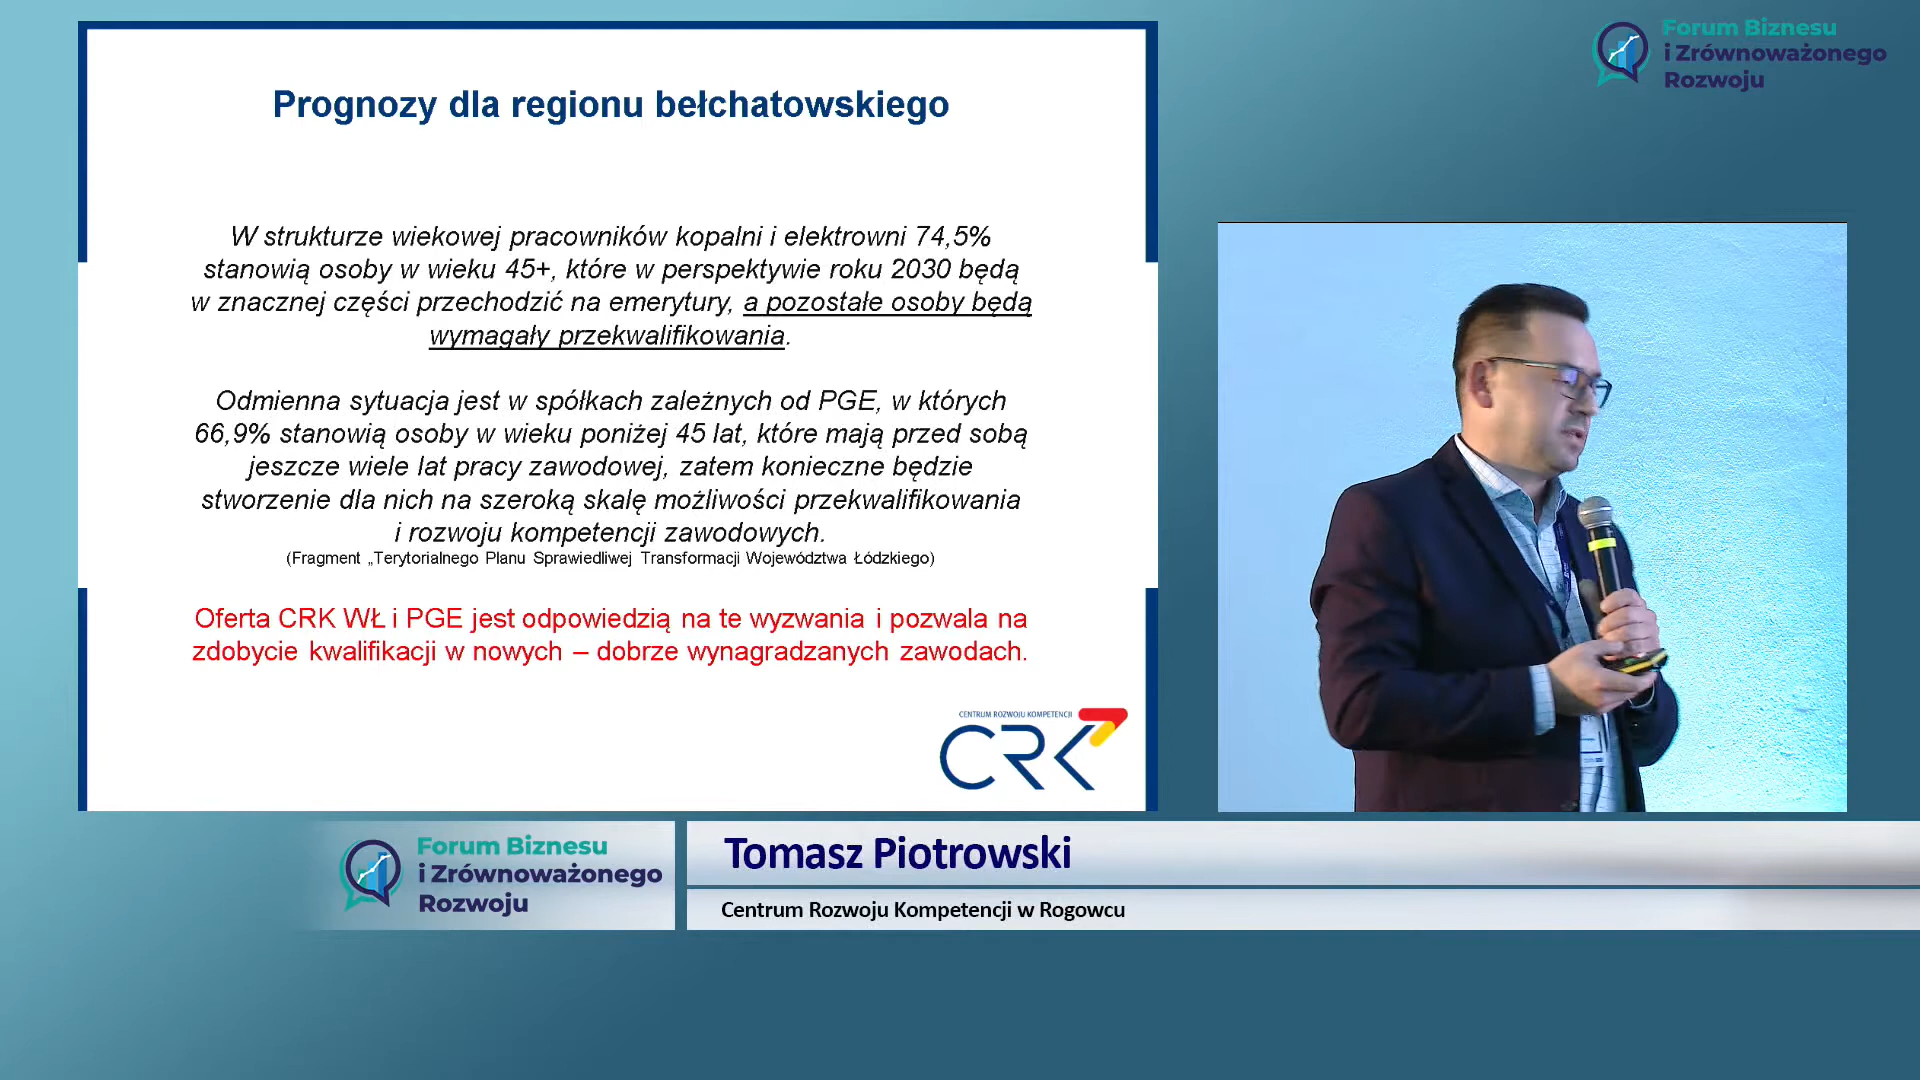 Forum Biznesu
i Zrównoważonego
Rozwoju
Prognozy dla regionu bełchatowskiego
W strukturze wiekowej pracowników kopalni i elektrowni 74,5%
stanowią osoby w wieku 45+, które w perspektywie roku 2030 będą
w znacznej części przechodzić na emerytury, a pozostałe osoby będą
wymagały przekwalifikowania.
Odmienna sytuacja jest w spółkach zależnych od PGE, w których
66,9% stanowią osoby w wieku poniżej 45 lat, które mają przed sobą
jeszcze wiele lat pracy zawodowej, zatem konieczne będzie
stworzenie dla nich na szeroką skalę możliwości przekwalifikowania
i rozwoju kompetencji zawodowych.
(Fragment „Terytorialnego Planu Sprawiedliwej Transformacji Województwa Łódzkiego)
Oferta CRK WŁ i PGE jest odpowiedzią na te wyzwania i pozwala na
zdobycie kwalifikacji w nowych – dobrze wynagradzanych zawodach.
CENTRUM ROZWOJU KOMPETENCJI
CRK
Forum Biznesu
i Zrównoważonego
Rozwoju
Tomasz Piotrowski
Centrum Rozwoju Kompetencji w Rogowcu